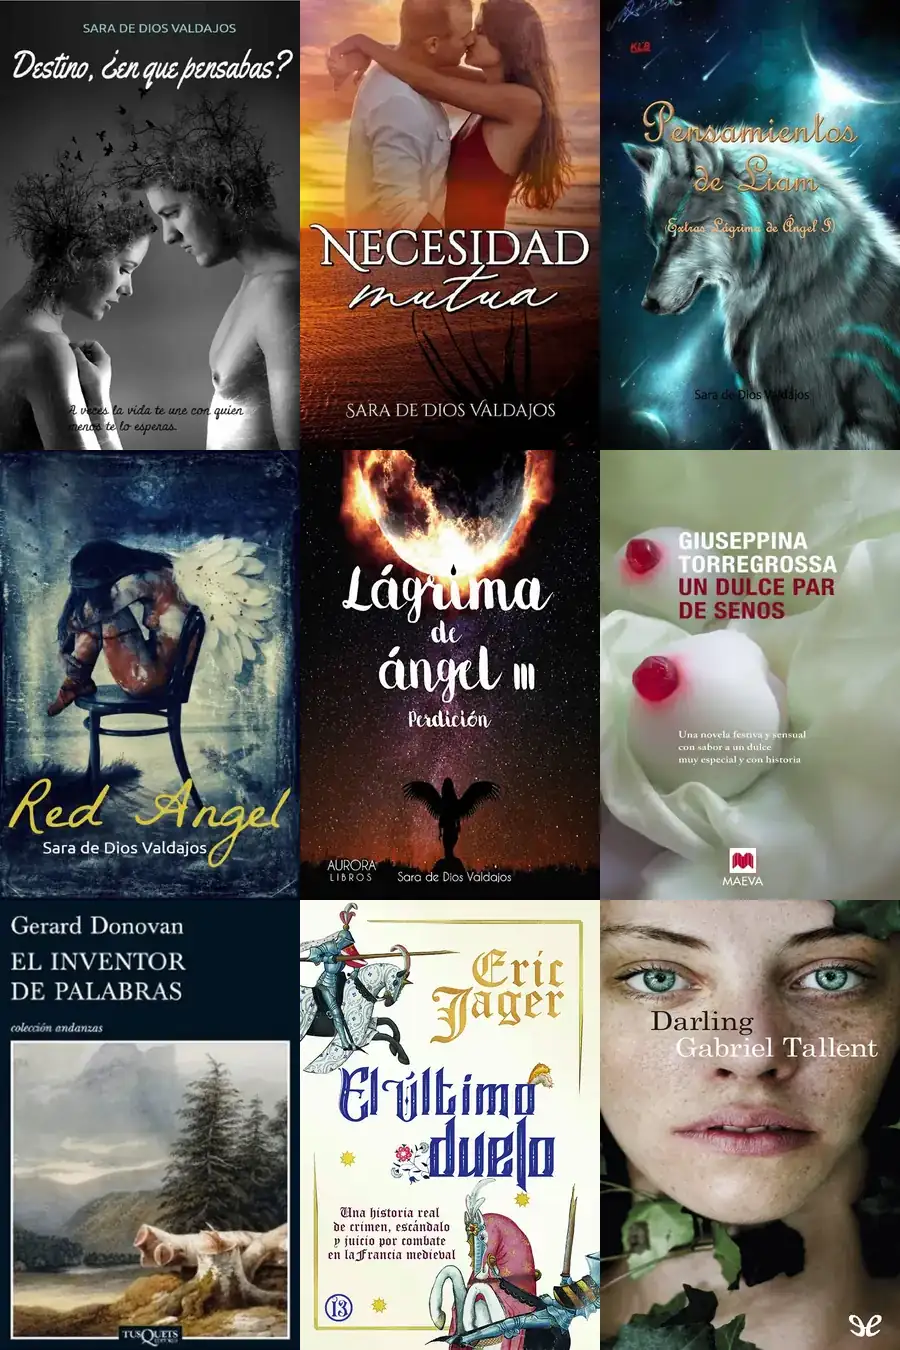 SARA DE DIOS VALDAJOS
Destino, ¿en que pensabas?
A veces la vida te une con quien
menos te lo esperas.
NECESIDAD
mutua
SARA DE DIOS VALDAJOS
KLB
Pensamientos
de Liam
(Extras Lágrima de Ángel I)
Sara de Dios Valdajos
Red Angel
Sara de Dios Valdajos
Lágrima
de
ángel III
Perdición
AURORA
LIBROS
Sara de Dios Valdajos
GIUSEPPINA
TORREGROSSA
UN DULCE PAR
DE SENOS
Una novela festiva y sensual
con sabor a un dulce
muy especial y con historia
MAEVA
Gerard Donovan
EL INVENTOR
DE PALABRAS
colección andanzas
TUSQUETS
EDITORES
Eric
Jager
El Último
duelo
Una historia real
de crimen, escándalo
y juicio por combate
en la Francia medieval
13
Darling
Gabriel Tallent